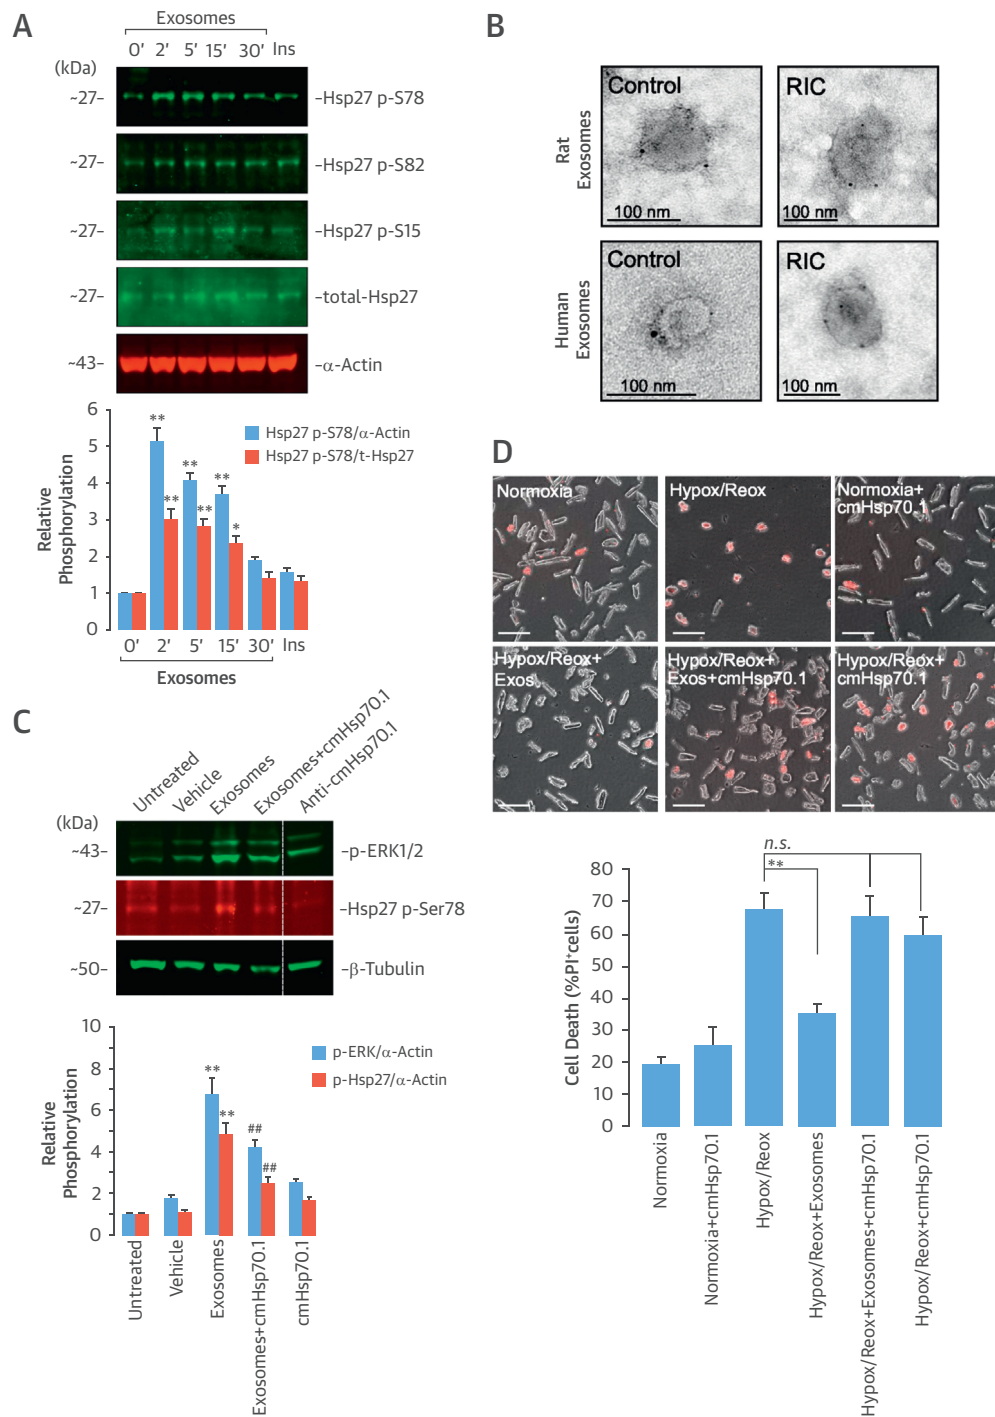 A
Exosomes
0′ 2′ 5′ 15′ 30′ Ins
(kDa)
~27– –Hsp27 p-S78
~27– –Hsp27 p-S82
~27– –Hsp27 p-S15
~27– –total-Hsp27
~43– –α-Actin
Relative
Phosphorylation
6
5
4
3
2
1
0
** ** ** ** ** *
Hsp27 p-S78/α-Actin
Hsp27 p-S78/t-Hsp27
0′ 2′ 5′ 15′ 30′ Ins
Exosomes
B
Rat
Exosomes
Control
100 nm
RIC
100 nm
Human
Exosomes
Control
100 nm
RIC
100 nm
C
Untreated
Vehicle
Exosomes
Exosomes+cmHsp70.1
Anti-cmHsp70.1
(kDa)
~43– –p-ERK1/2
~27– –Hsp27 p-Ser78
~50– –β-Tubulin
Relative
Phosphorylation
10
8
6
4
2
0
** ** ## ##
p-ERK/α-Actin
p-Hsp27/α-Actin
Untreated
Vehicle
Exosomes
Exosomes+cmHsp70.1
cmHsp70.1
D
Normoxia
Hypox/Reox
Normoxia+
cmHsp70.1
Hypox/Reox+
Exos
Hypox/Reox+
Exos+cmHsp70.1
Hypox/Reox+
cmHsp70.1
Cell Death (%PI⁺cells)
80
70
60
50
40
30
20
10
0
n.s.
**
Normoxia
Normoxia+cmHsp70.1
Hypox/Reox
Hypox/Reox+Exosomes
Hypox/Reox+Exosomes+cmHsp70.1
Hypox/Reox+cmHsp70.1